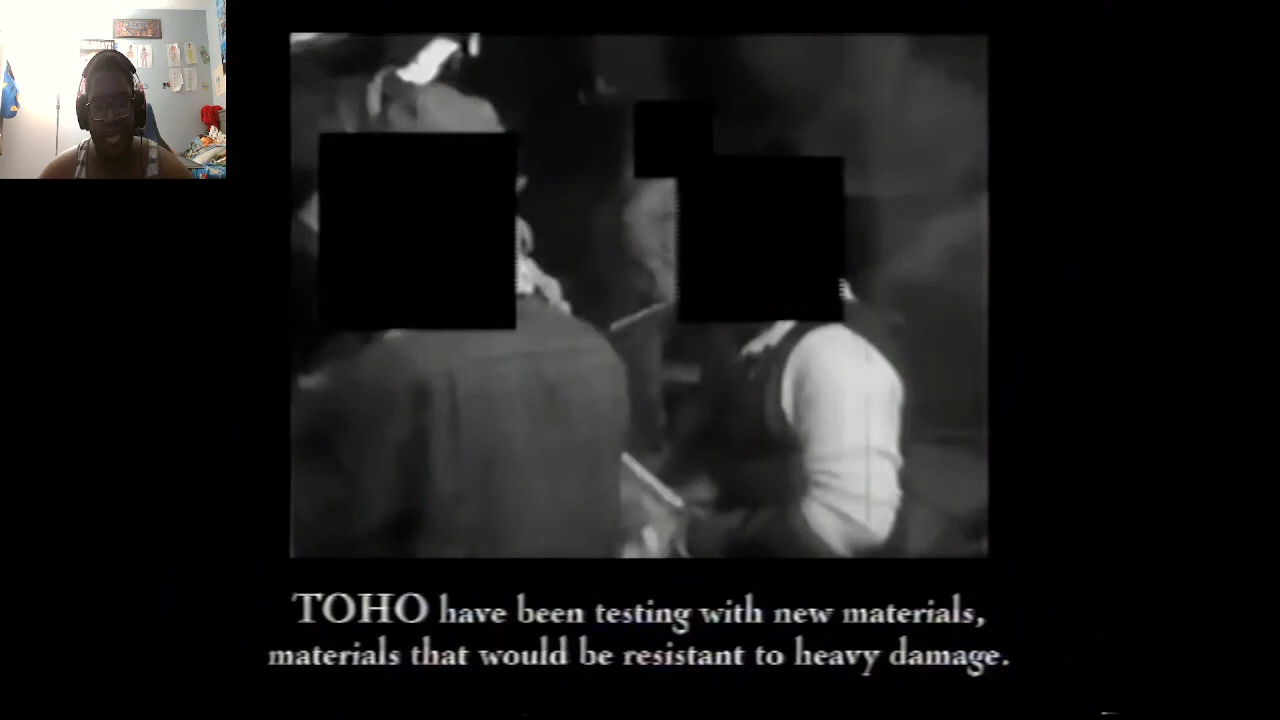 TOHO have been testing with new materials,
materials that would be resistant to heavy damage.